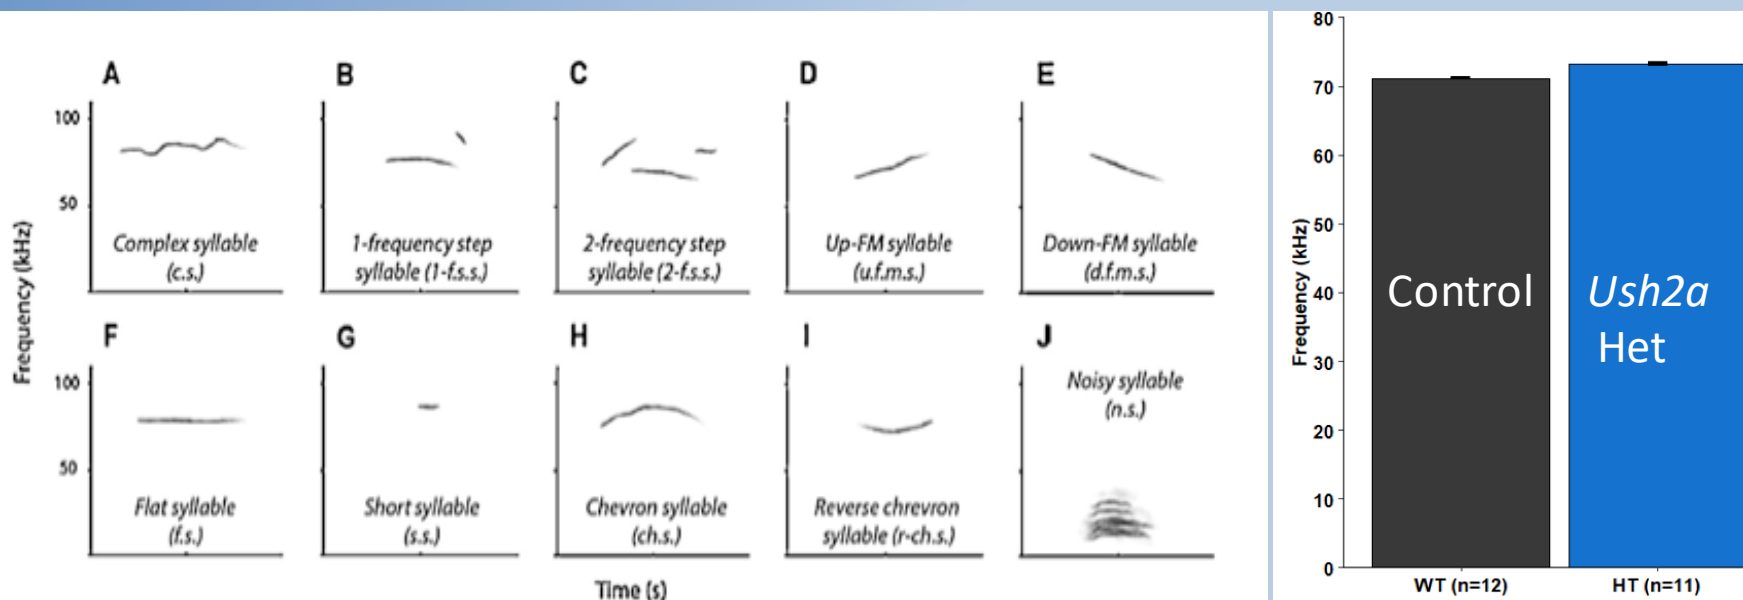 A
B
C
D
E
100
50
Complex syllable
(c.s.)
1-frequency step
syllable (1-f.s.s.)
2-frequency step
syllable (2-f.s.s.)
Up-FM syllable
(u.f.m.s.)
Down-FM syllable
(d.f.m.s.)
Frequency (kHz)
F
G
H
I
J
100
50
Flat syllable
(f.s.)
Short syllable
(s.s.)
Chevron syllable
(ch.s.)
Reverse chrevron
syllable (r-ch.s.)
Noisy syllable
(n.s.)
Time (s)
80
70
60
50
40
30
20
10
0
Frequency (kHz)
Control
Ush2a
Het
WT (n=12)
HT (n=11)